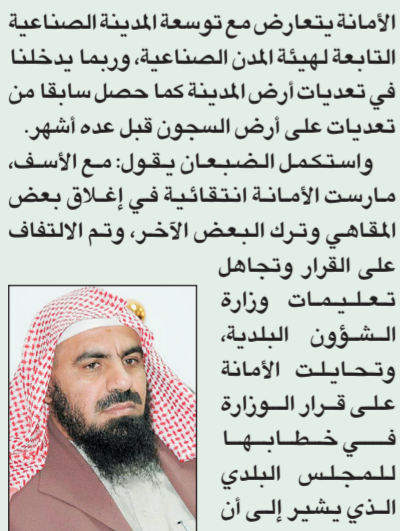 الأمانة يتعارض مع توسعة المدينة الصناعية
التابعة لهيئة المدن الصناعية، وربما يدخلنا
في تعديات أرض المدينة كما حصل سابقا من
تعديات على أرض السجون قبل عده أشهر.
واستكمل الضبعان يقول: مع الأسف،
مارست الأمانة انتقائية في إغلاق بعض
المقاهي وترك البعض الآخر، وتم الالتفاف
على القرار وتجاهل
تعليمات وزارة
الشؤون البلدية،
وتحايلت الأمانة
على قرار الوزارة
في خطابها
للمجلس البلدي
الذي يشير إلى أن